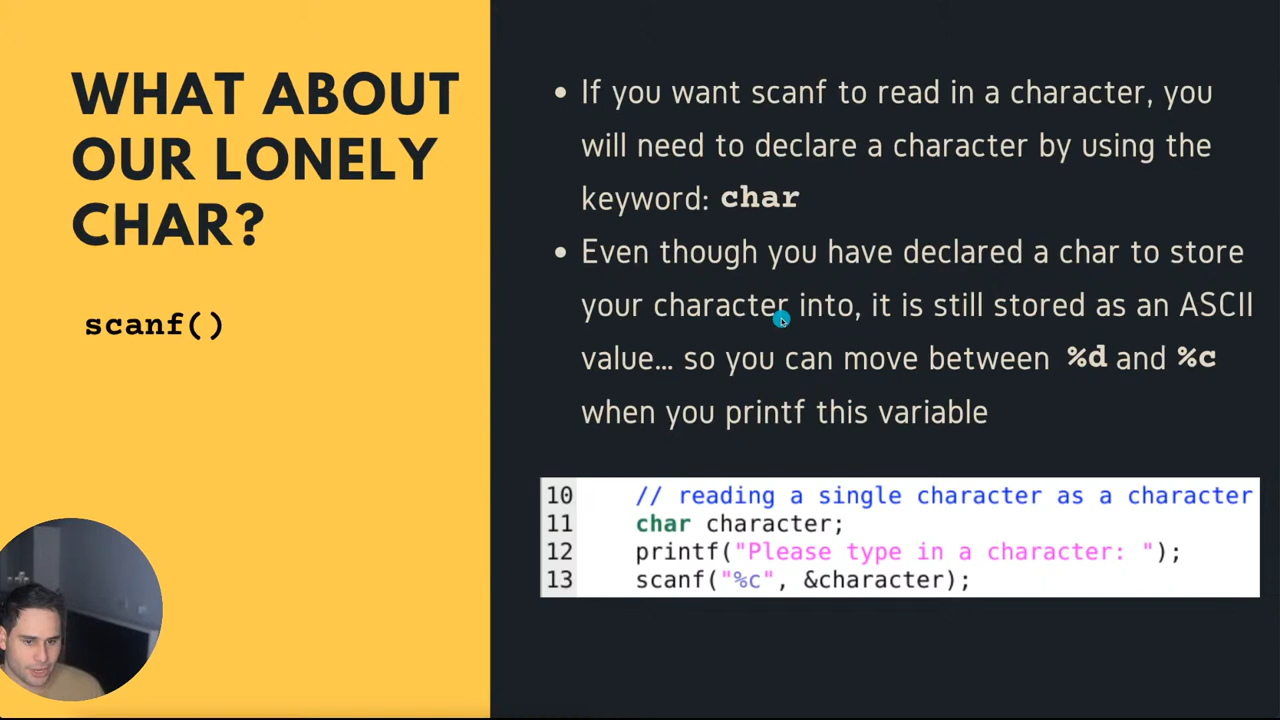 WHAT ABOUT
OUR LONELY
CHAR?
scanf()
• If you want scanf to read in a character, you
will need to declare a character by using the
keyword: char
• Even though you have declared a char to store
your character into, it is still stored as an ASCII
value... so you can move between %d and %c
when you printf this variable
10 // reading a single character as a character
11 char character;
12 printf("Please type in a character: ");
13 scanf("%c", &character);